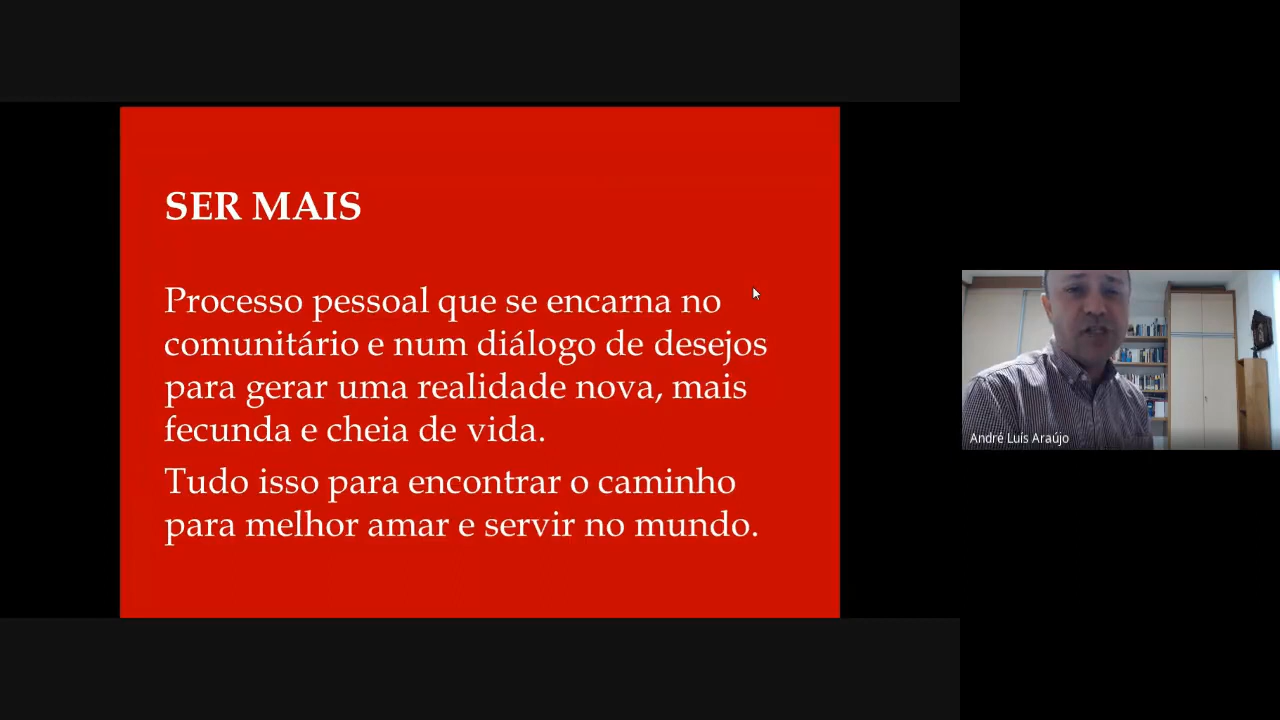 SER MAIS
Processo pessoal que se encarna no
comunitário e num diálogo de desejos
para gerar uma realidade nova, mais
fecunda e cheia de vida.
Tudo isso para encontrar o caminho
para melhor amar e servir no mundo.
André Luís Araújo